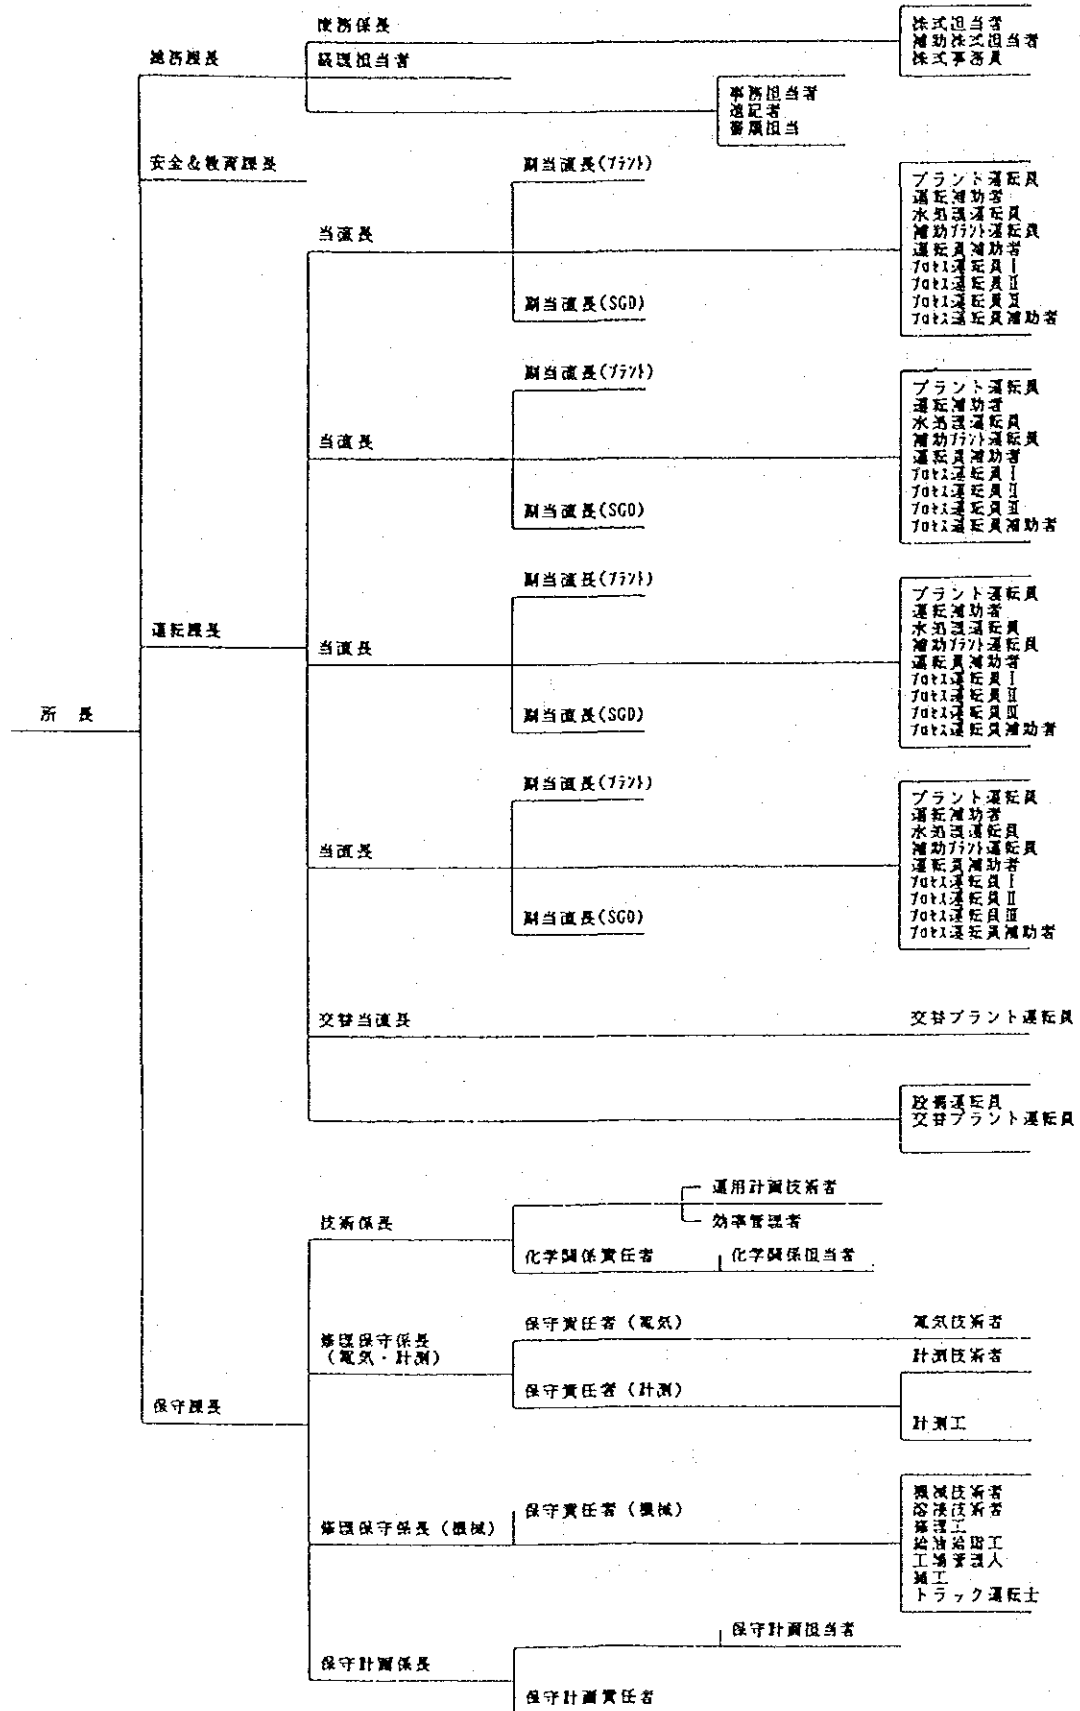 庶務係長
株式担当者
補助株式担当者
株式事務員
総務課長
経理担当者
事務担当者
速記者
書類担当
安全&教育課長
副当直長(プラント)
プラント運転員
運転補助者
水処理運転員
補助プラント運転員
運転員補助者
プロセス運転員Ⅰ
プロセス運転員Ⅱ
プロセス運転員Ⅲ
プロセス運転員補助者
当直長
副当直長(SGD)
副当直長(プラント)
プラント運転員
運転補助者
水処理運転員
補助プラント運転員
運転員補助者
プロセス運転員Ⅰ
プロセス運転員Ⅱ
プロセス運転員Ⅲ
プロセス運転員補助者
当直長
副当直長(SGD)
副当直長(プラント)
プラント運転員
運転補助者
水処理運転員
補助プラント運転員
運転員補助者
プロセス運転員Ⅰ
プロセス運転員Ⅱ
プロセス運転員Ⅲ
プロセス運転員補助者
運転課長
当直長
所 長
副当直長(SGD)
副当直長(プラント)
プラント運転員
運転補助者
水処理運転員
補助プラント運転員
運転員補助者
プロセス運転員Ⅰ
プロセス運転員Ⅱ
プロセス運転員Ⅲ
プロセス運転員補助者
当直長
副当直長(SGD)
交替当直長
交替プラント運転員
設備運転員
交替プラント運転員
運用計画技術者
技術係長
効率管理者
化学関係責任者
化学関係担当者
修理保守係長
(電気・計測)
保守責任者(電気)
電気技術者
計測技術者
保守責任者(計測)
計測工
保守課長
修理保守係長(機械)
保守責任者(機械)
機械技術者
溶接技術者
修理工
給油給脂工
工場管理人
トラック運転士
保守計画担当者
保守計画係長
保守計画責任者